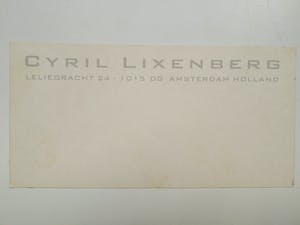 CYRIL LIXENBERG
LELIEGRACHT 24 - 1015 DG AMSTERDAM HOLLAND